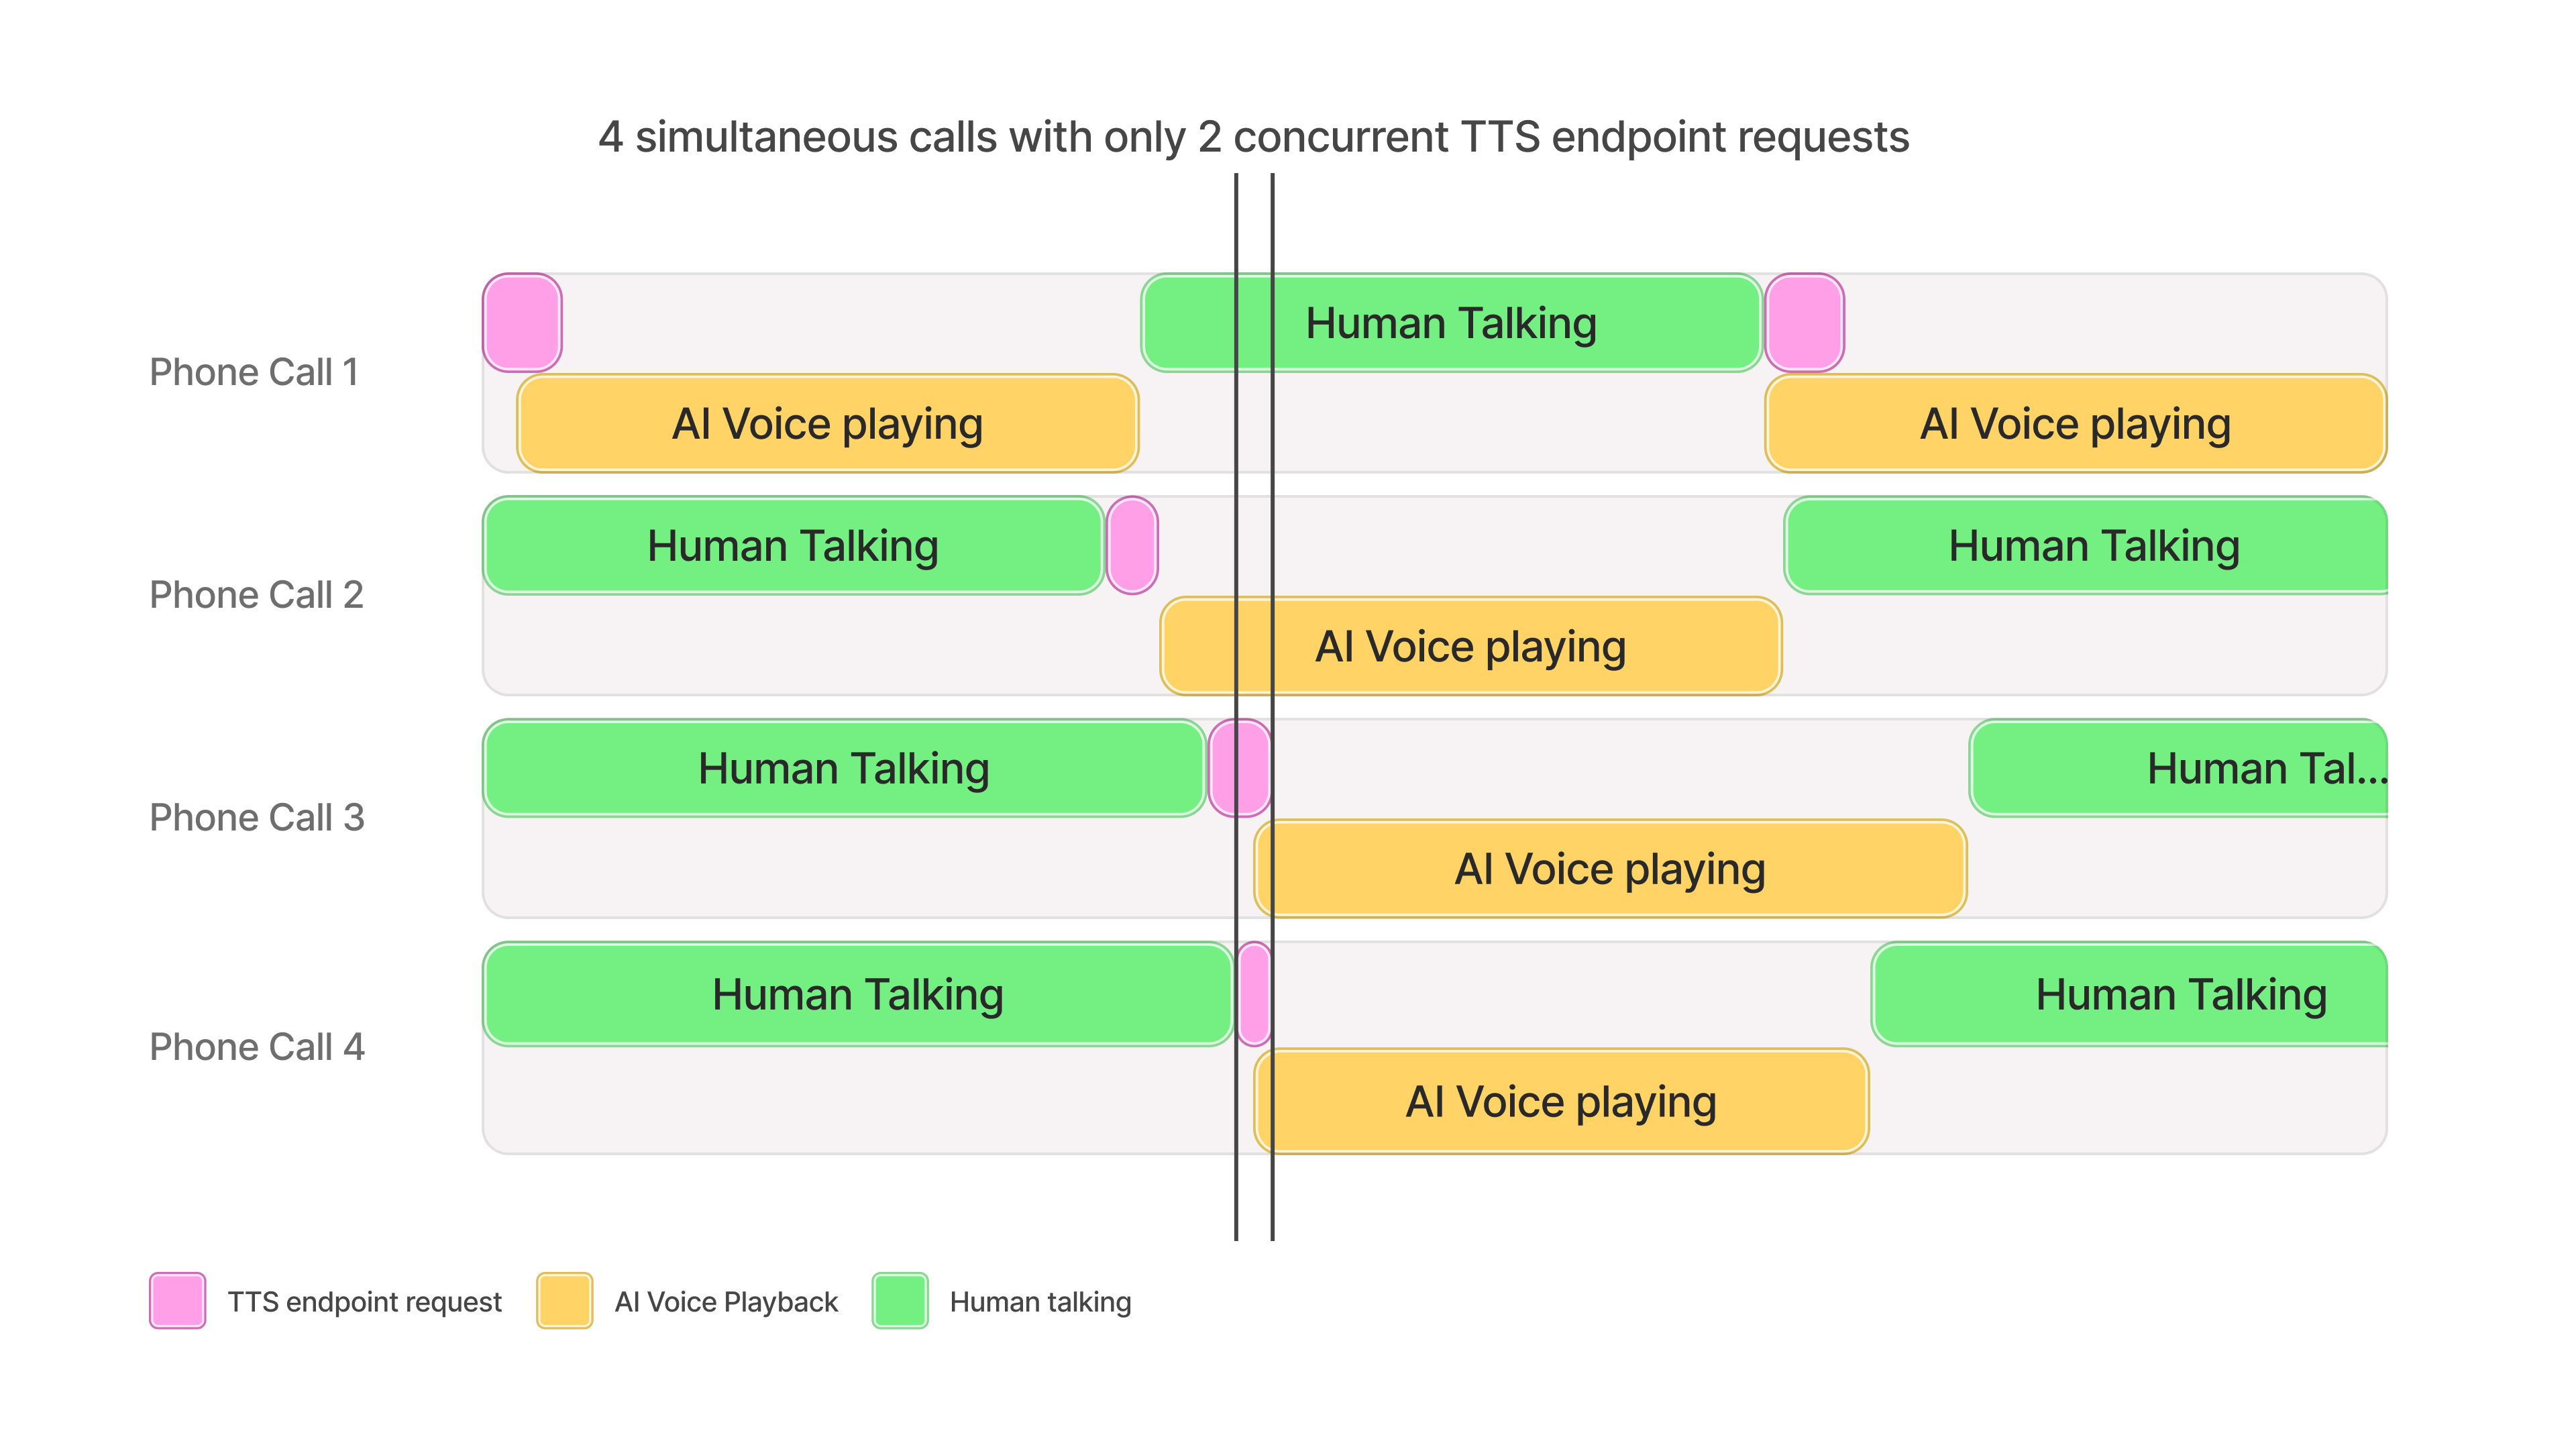 4 simultaneous calls with only 2 concurrent TTS endpoint requests
Phone Call 1
Human Talking
AI Voice playing
AI Voice playing
Phone Call 2
Human Talking
Human Talking
AI Voice playing
Phone Call 3
Human Talking
Human Tal...
AI Voice playing
Phone Call 4
Human Talking
Human Talking
AI Voice playing
TTS endpoint request
AI Voice Playback
Human talking